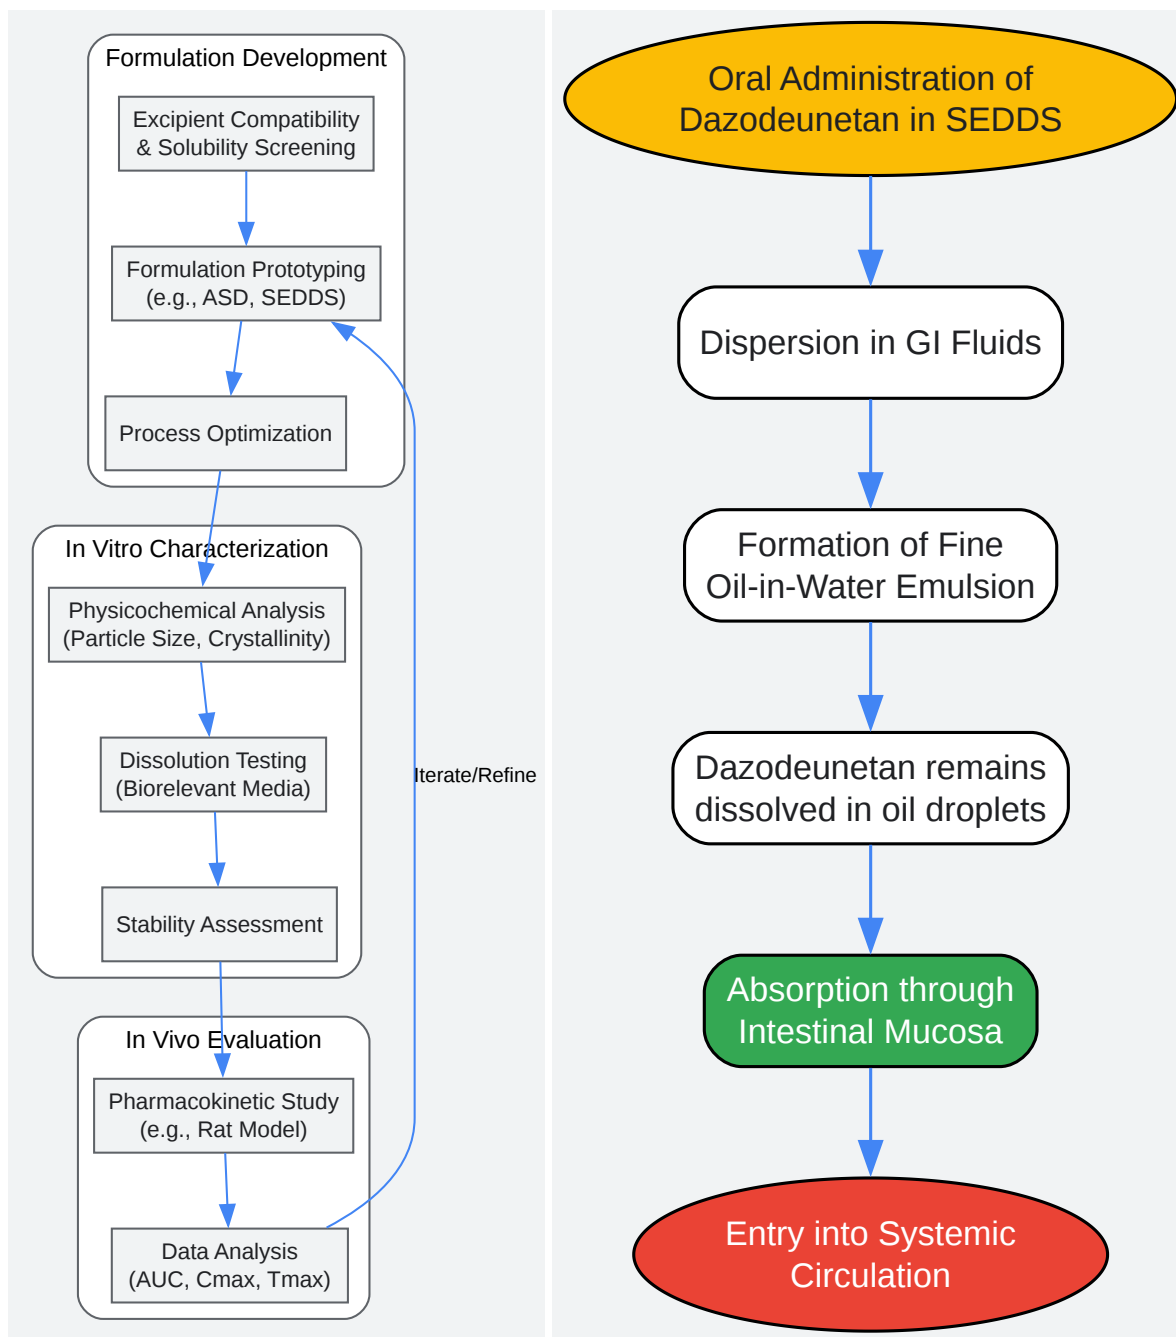 Formulation Development
Excipient Compatibility
& Solubility Screening
Formulation Prototyping
(e.g., ASD, SEDDS)
Process Optimization
In Vitro Characterization
Physicochemical Analysis
(Particle Size, Crystallinity)
Dissolution Testing
(Biorelevant Media)
Iterate/Refine
Stability Assessment
In Vivo Evaluation
Pharmacokinetic Study
(e.g., Rat Model)
Data Analysis
(AUC, Cmax, Tmax)
Oral Administration of
Dazodeunetan in SEDDS
Dispersion in GI Fluids
Formation of Fine
Oil-in-Water Emulsion
Dazodeunetan remains
dissolved in oil droplets
Absorption through
Intestinal Mucosa
Entry into Systemic
Circulation